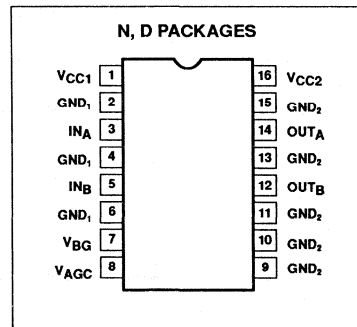 N, D PACKAGES
VCC1 1 16 VCC2
GND1 2 15 GND2
INA 3 14 OUTA
GND1 4 13 GND2
INB 5 12 OUTB
GND1 6 11 GND2
VBG 7 10 GND2
VAGC 8 9 GND2